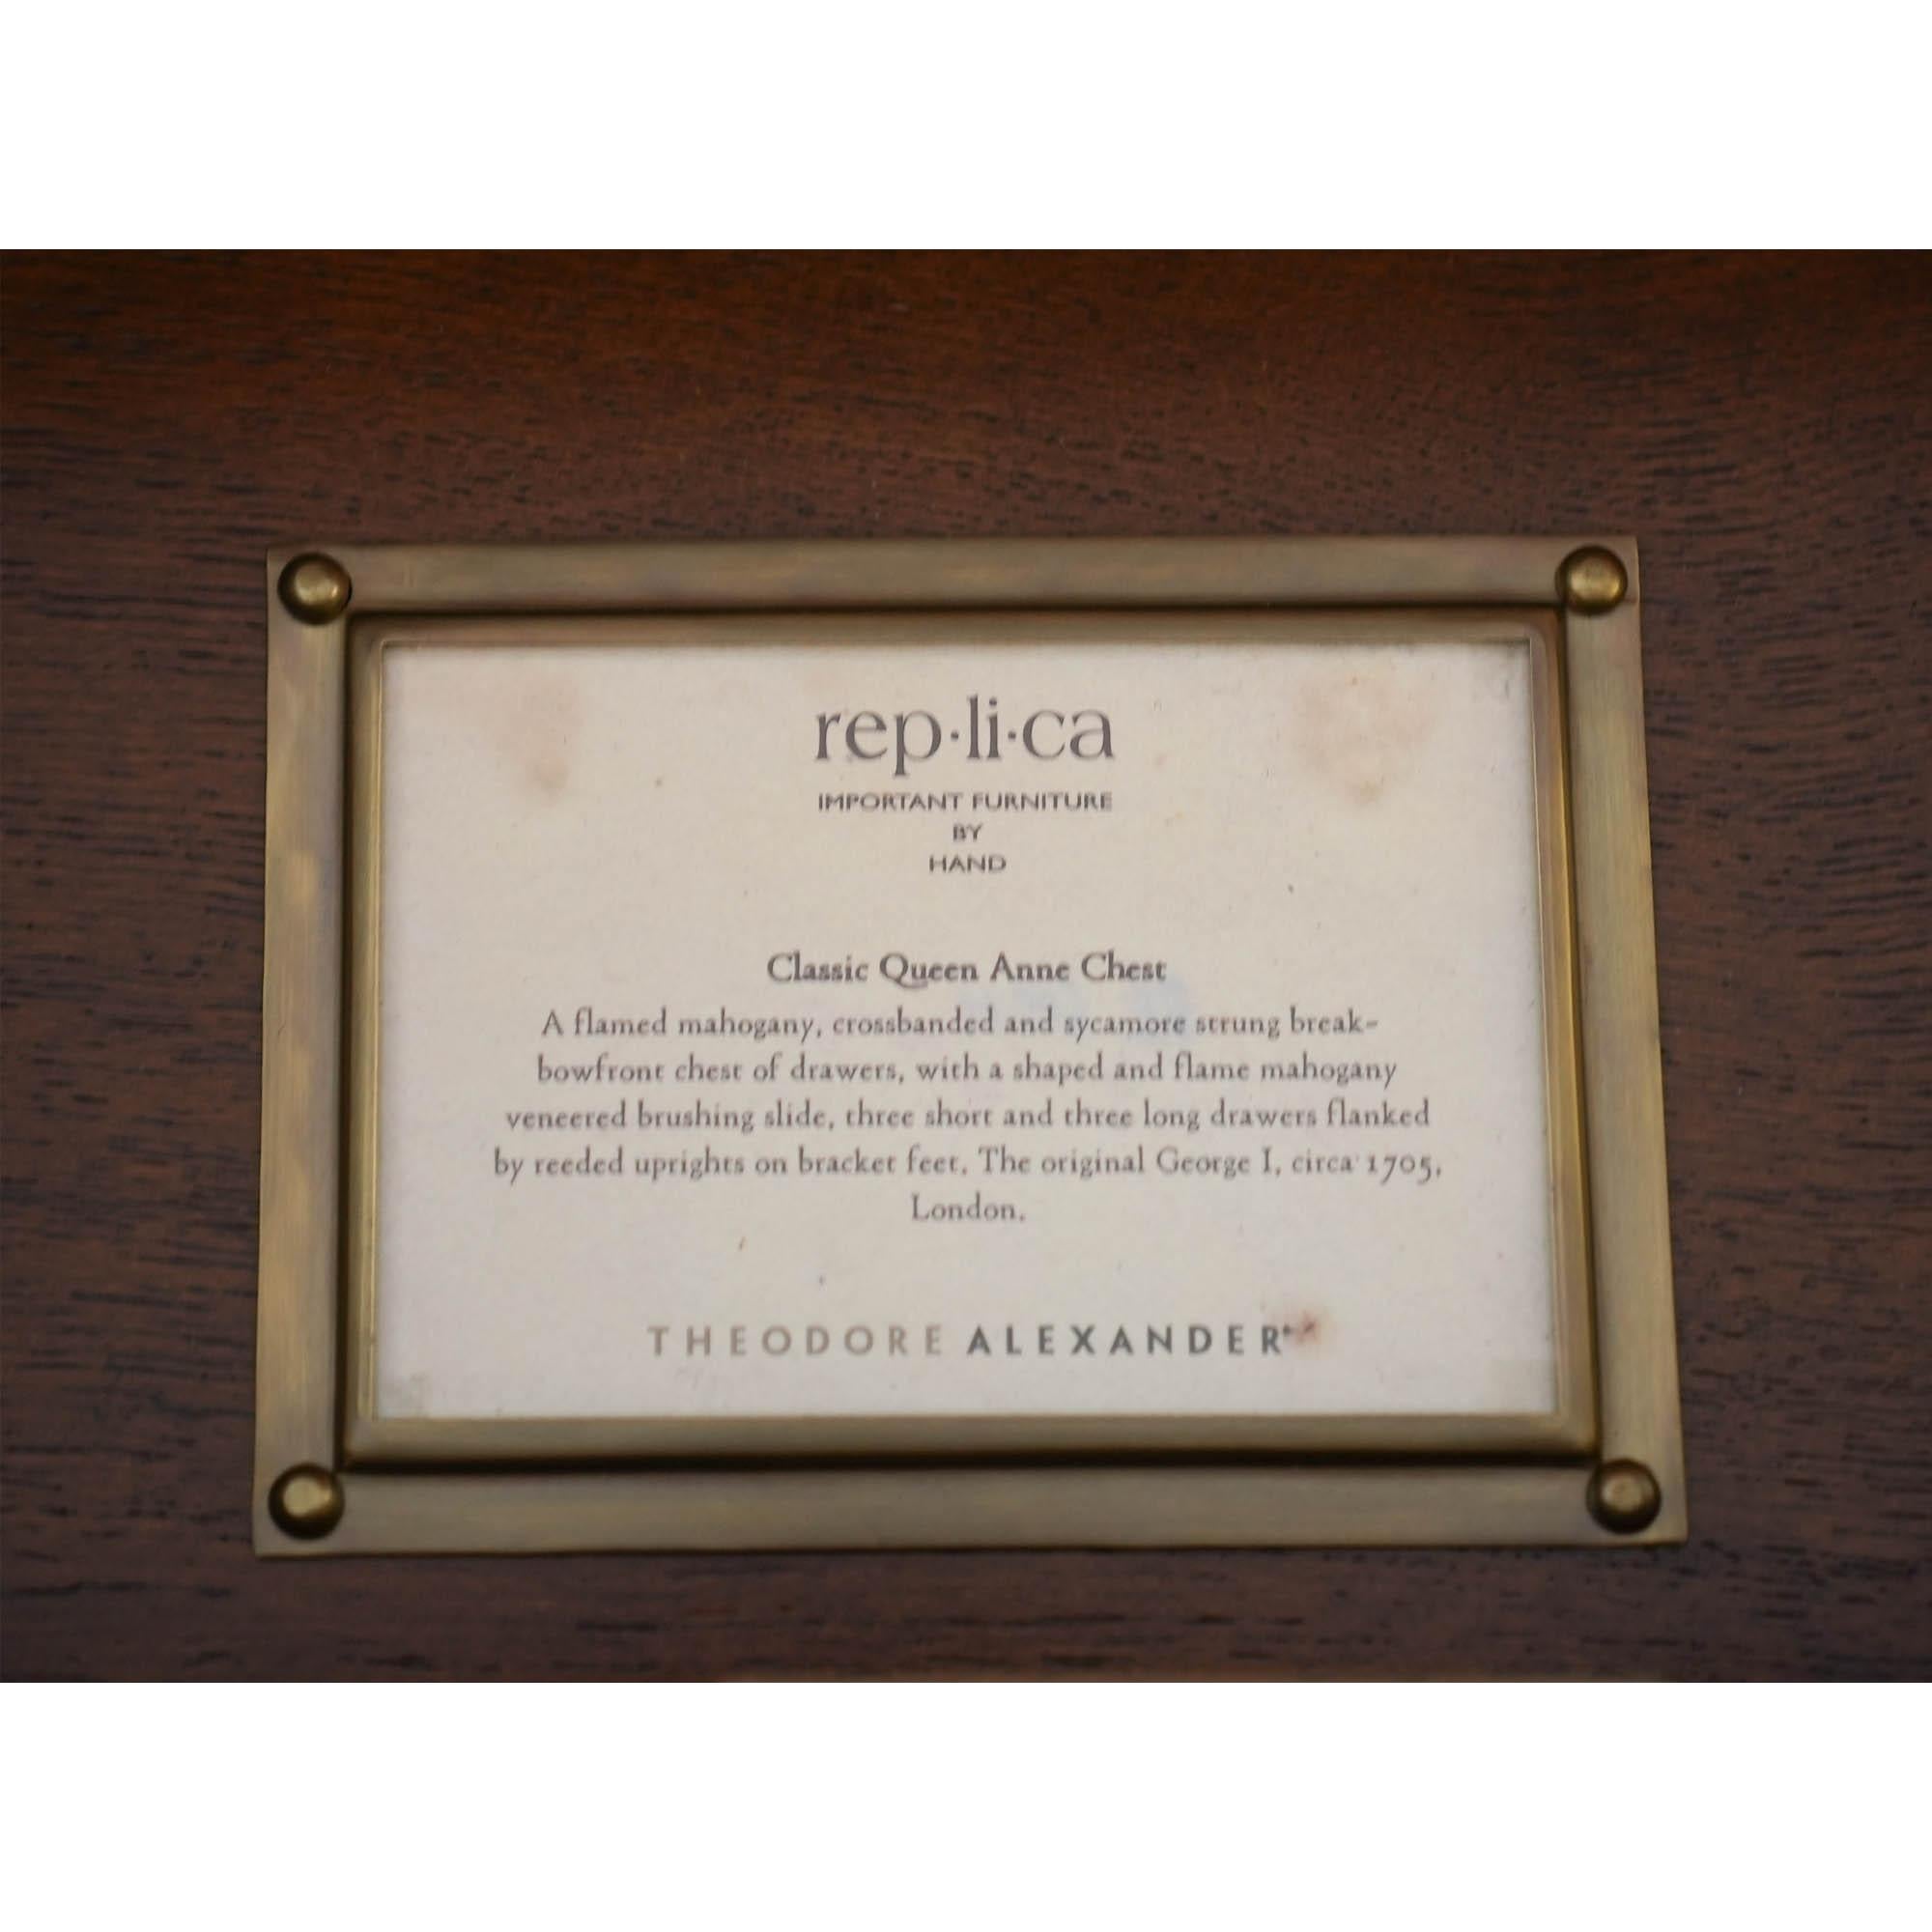 rep·li·ca
IMPORTANT FURNITURE
BY
HAND
Classic Queen Anne Chest
A flamed mahogany, crossbanded and sycamore strung break-
bowfront chest of drawers, with a shaped and flame mahogany
veneered brushing slide, three short and three long drawers flanked
by reeded uprights on bracket feet. The original George I, circa 1705,
London.
THEODORE ALEXANDER